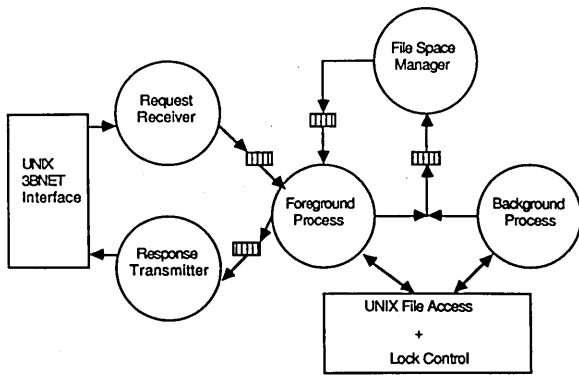 File Space
Manager
Request
Receiver
UNIX
3BNET
Interface
Foreground
Process
Background
Process
Response
Transmitter
UNIX File Access
+
Lock Control